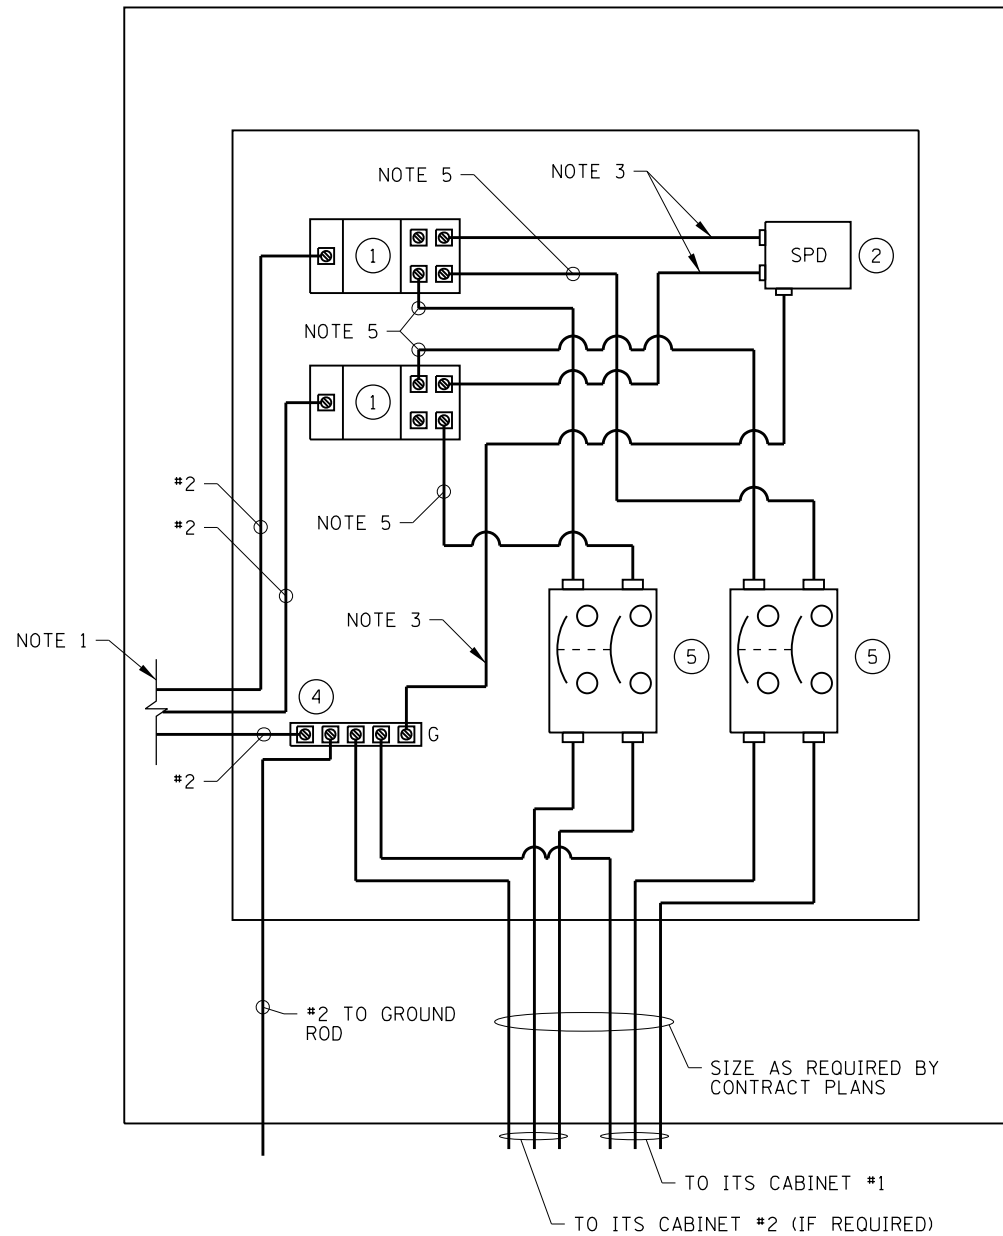 NOTE 5
NOTE 3
1
SPD
2
NOTE 5
1
#2
#2
NOTE 5
NOTE 1
NOTE 3
5
5
4
G
#2
#2 TO GROUND
ROD
SIZE AS REQUIRED BY
CONTRACT PLANS
TO ITS CABINET #1
TO ITS CABINET #2 (IF REQUIRED)